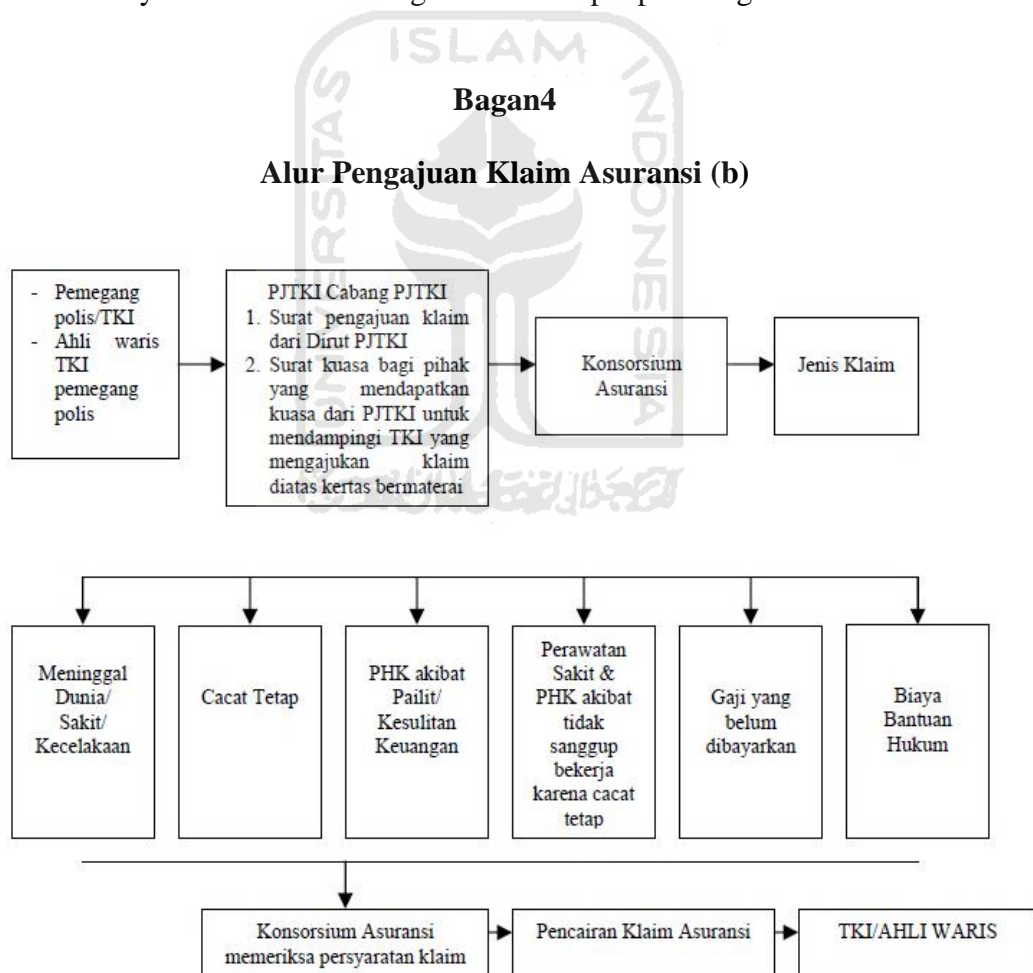 ISLAM
UNIVERSITAS
INDONESIA
Bagan4
Alur Pengajuan Klaim Asuransi (b)
- Pemegang
polis/TKI
- Ahli waris
TKI
pemegang
polis
PJTKI Cabang PJTKI
1. Surat pengajuan klaim
dari Dirut PJTKI
2. Surat kuasa bagi pihak
yang mendapatkan
kuasa dari PJTKI untuk
mendampingi TKI yang
mengajukan klaim
diatas kertas bermaterai
Konsorsium
Asuransi
Jenis Klaim
Meninggal
Dunia/
Sakit/
Kecelakaan
Cacat Tetap
PHK akibat
Pailit/
Kesulitan
Keuangan
Perawatan
Sakit &
PHK akibat
tidak
sanggup
bekerja
karena cacat
tetap
Gaji yang
belum
dibayarkan
Biaya
Bantuan
Hukum
Konsorsium Asuransi
memeriksa persyaratan klaim
Pencairan Klaim Asuransi
TKI/AHLI WARIS